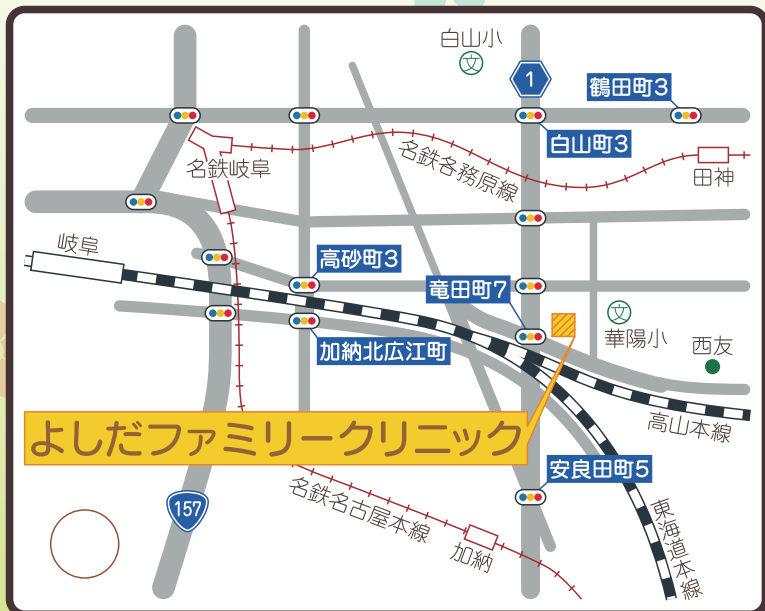 白山小
文
1
鶴田町3
白山町3
名鉄岐阜
名鉄各務原線
田神
岐阜
高砂町3
竜田町7
文
華陽小
西友
加納北広江町
高山本線
よしだファミリークリニック
安良田町5
157
名鉄名古屋本線
加納
東海道本線